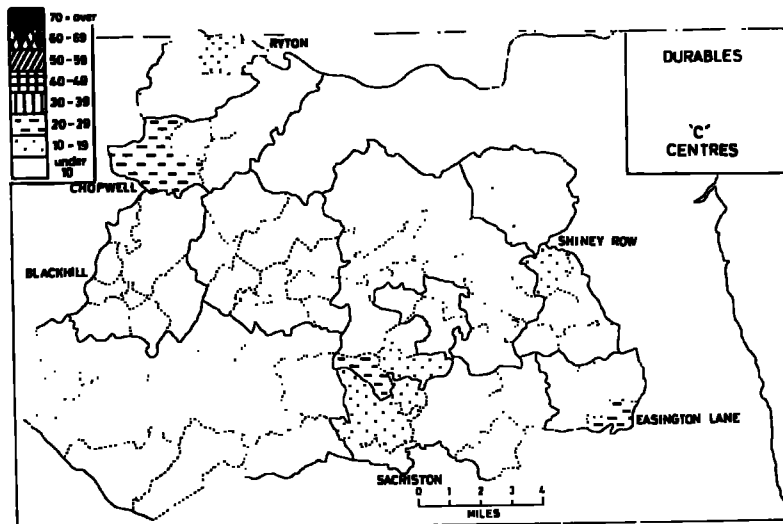 70 - over
60 - 69
50 - 59
40 - 49
30 - 39
20 - 29
10 - 19
under
10
RYTON
DURABLES
'C'
CENTRES
CHOPWELL
SHINEY ROW
BLACKHILL
EASINGTON LANE
SACRISTON
0 1 2 3 4
MILES